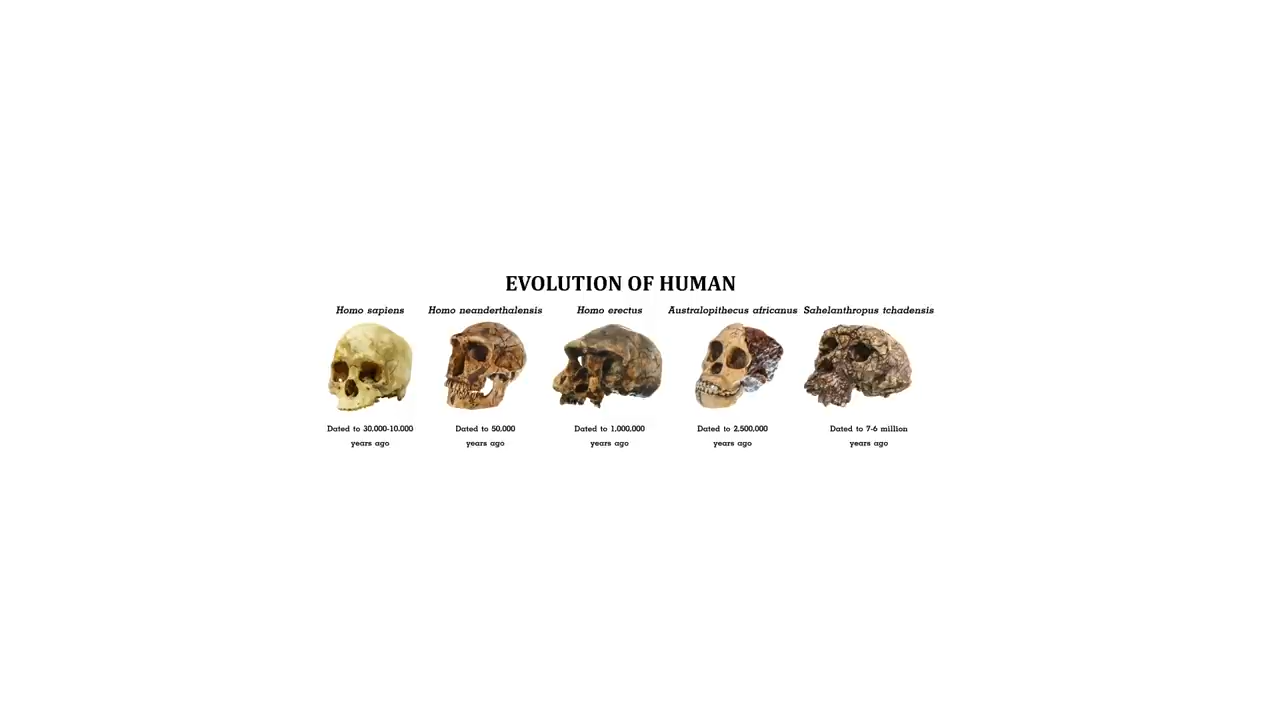 EVOLUTION OF HUMAN
Homo sapiens
Homo neanderthalensis
Homo erectus
Australopithecus africanus
Sahelanthropus tchadensis
Dated to 30,000-10,000
years ago
Dated to 50,000
years ago
Dated to 1,000,000
years ago
Dated to 2,500,000
years ago
Dated to 7-6 million
years ago